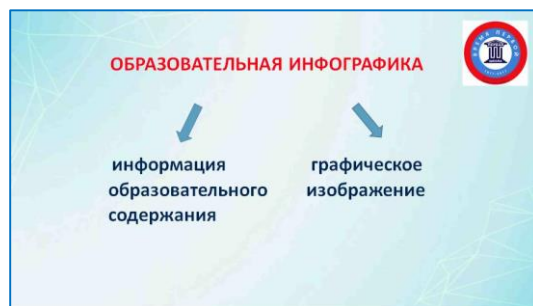 ОБРАЗОВАТЕЛЬНАЯ ИНФОГРАФИКА
информация
образовательного
содержания
графическое
изображение